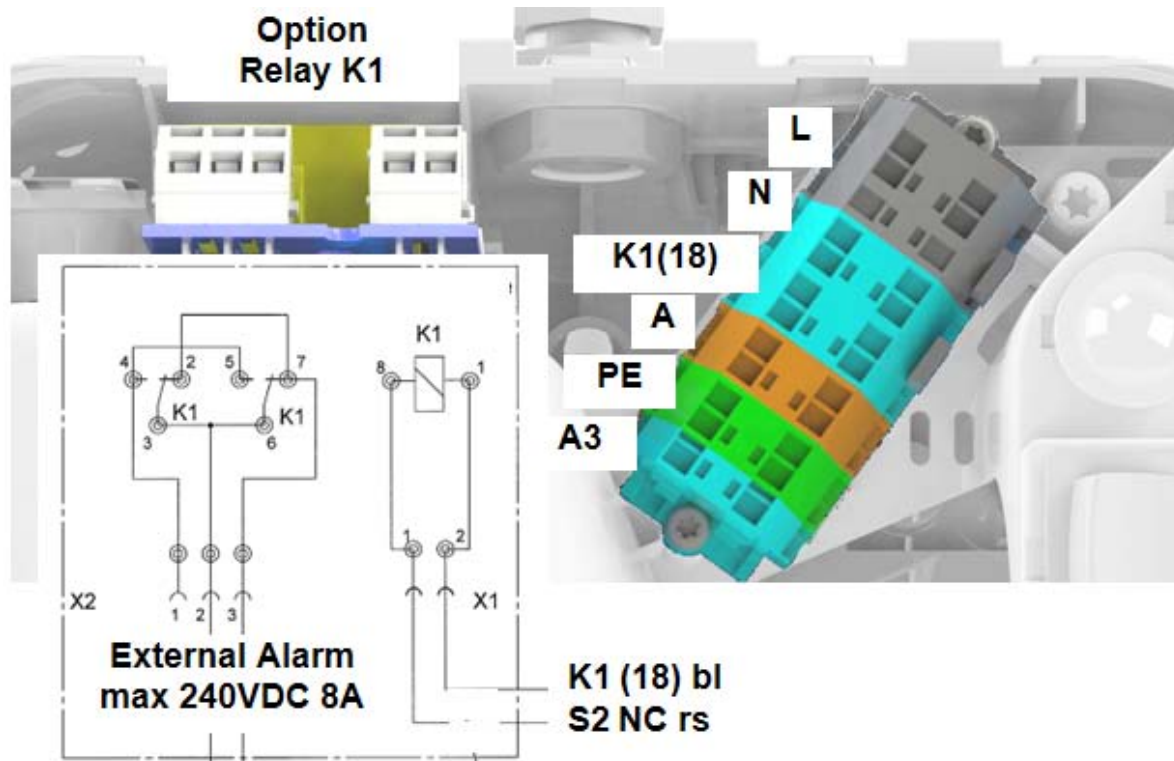 Option
Relay K1
L
N
K1(18)
A
PE
A3
K1
4 2 5 7
8 1
K1 K1
3 6
1 2
X2 X1
1 2 3
External Alarm
max 240VDC 8A
K1 (18) bl
S2 NC rs